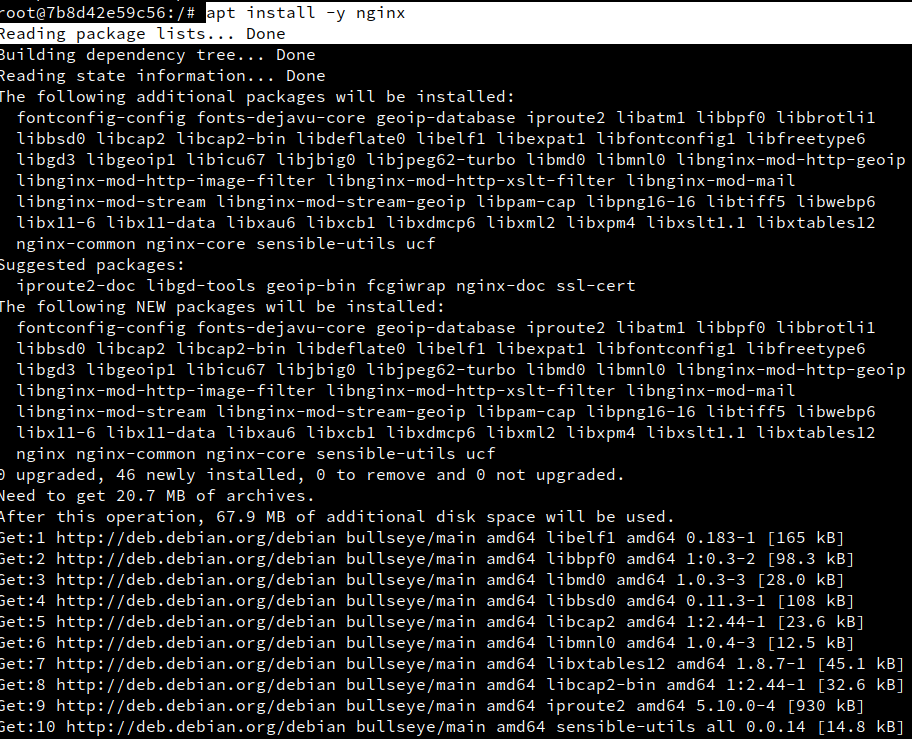 root@7b8d42e59c56:/# apt install -y nginx
Reading package lists... Done
Building dependency tree... Done
Reading state information... Done
The following additional packages will be installed:
  fontconfig-config fonts-dejavu-core geoip-database iproute2 libatm1 libbpf0 libbrotli1
  libbsd0 libcap2 libcap2-bin libdeflate0 libelf1 libexpat1 libfontconfig1 libfreetype6
  libgd3 libgeoip1 libicu67 libjbig0 libjpeg62-turbo libmd0 libmnl0 libnginx-mod-http-geoip
  libnginx-mod-http-image-filter libnginx-mod-http-xslt-filter libnginx-mod-mail
  libnginx-mod-stream libnginx-mod-stream-geoip libpam-cap libpng16-16 libtiff5 libwebp6
  libx11-6 libx11-data libxau6 libxcb1 libxdmcp6 libxml2 libxpm4 libxslt1.1 libxtables12
  nginx-common nginx-core sensible-utils ucf
Suggested packages:
  iproute2-doc libgd-tools geoip-bin fcgiwrap nginx-doc ssl-cert
The following NEW packages will be installed:
  fontconfig-config fonts-dejavu-core geoip-database iproute2 libatm1 libbpf0 libbrotli1
  libbsd0 libcap2 libcap2-bin libdeflate0 libelf1 libexpat1 libfontconfig1 libfreetype6
  libgd3 libgeoip1 libicu67 libjbig0 libjpeg62-turbo libmd0 libmnl0 libnginx-mod-http-geoip
  libnginx-mod-http-image-filter libnginx-mod-http-xslt-filter libnginx-mod-mail
  libnginx-mod-stream libnginx-mod-stream-geoip libpam-cap libpng16-16 libtiff5 libwebp6
  libx11-6 libx11-data libxau6 libxcb1 libxdmcp6 libxml2 libxpm4 libxslt1.1 libxtables12
  nginx nginx-common nginx-core sensible-utils ucf
0 upgraded, 46 newly installed, 0 to remove and 0 not upgraded.
Need to get 20.7 MB of archives.
After this operation, 67.9 MB of additional disk space will be used.
Get:1 http://deb.debian.org/debian bullseye/main amd64 libelf1 amd64 0.183-1 [165 kB]
Get:2 http://deb.debian.org/debian bullseye/main amd64 libbpf0 amd64 1:0.3-2 [98.3 kB]
Get:3 http://deb.debian.org/debian bullseye/main amd64 libmd0 amd64 1.0.3-3 [28.0 kB]
Get:4 http://deb.debian.org/debian bullseye/main amd64 libbsd0 amd64 0.11.3-1 [108 kB]
Get:5 http://deb.debian.org/debian bullseye/main amd64 libcap2 amd64 1:2.44-1 [23.6 kB]
Get:6 http://deb.debian.org/debian bullseye/main amd64 libmnl0 amd64 1.0.4-3 [12.5 kB]
Get:7 http://deb.debian.org/debian bullseye/main amd64 libxtables12 amd64 1.8.7-1 [45.1 kB]
Get:8 http://deb.debian.org/debian bullseye/main amd64 libcap2-bin amd64 1:2.44-1 [32.6 kB]
Get:9 http://deb.debian.org/debian bullseye/main amd64 iproute2 amd64 5.10.0-4 [930 kB]
Get:10 http://deb.debian.org/debian bullseye/main amd64 sensible-utils all 0.0.14 [14.8 kB]